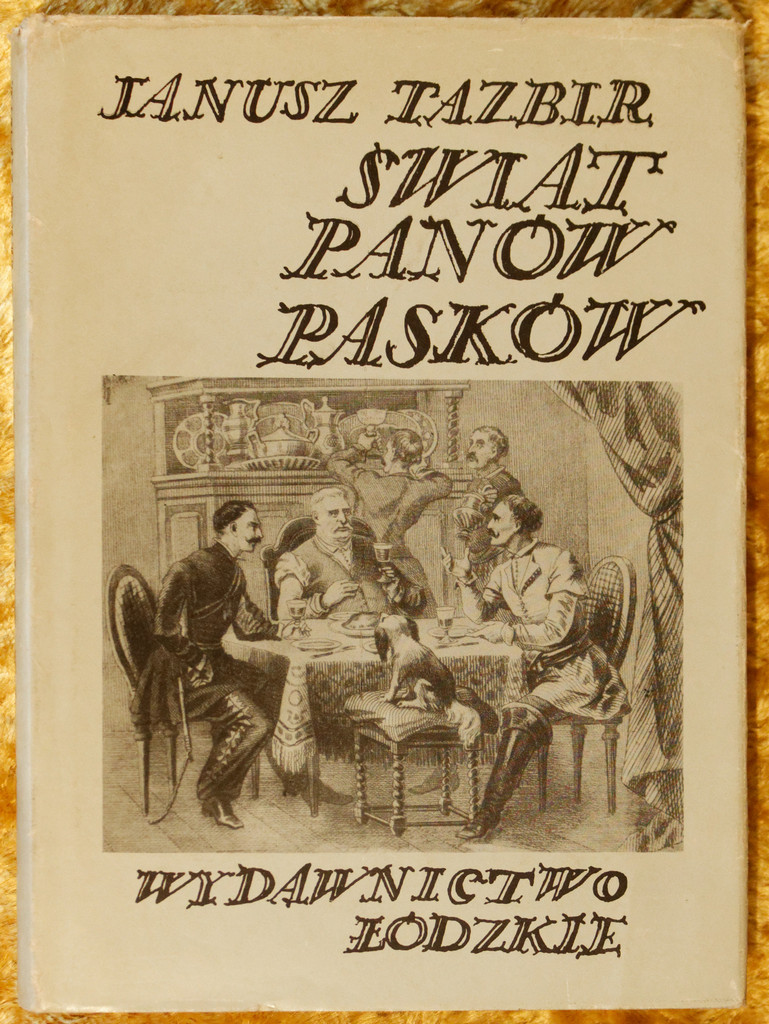 JANUSZ TAZBIR
ŚWIAT
PANÓW
PASKÓW
WYDAWNICTWO
ŁÓDZKIE